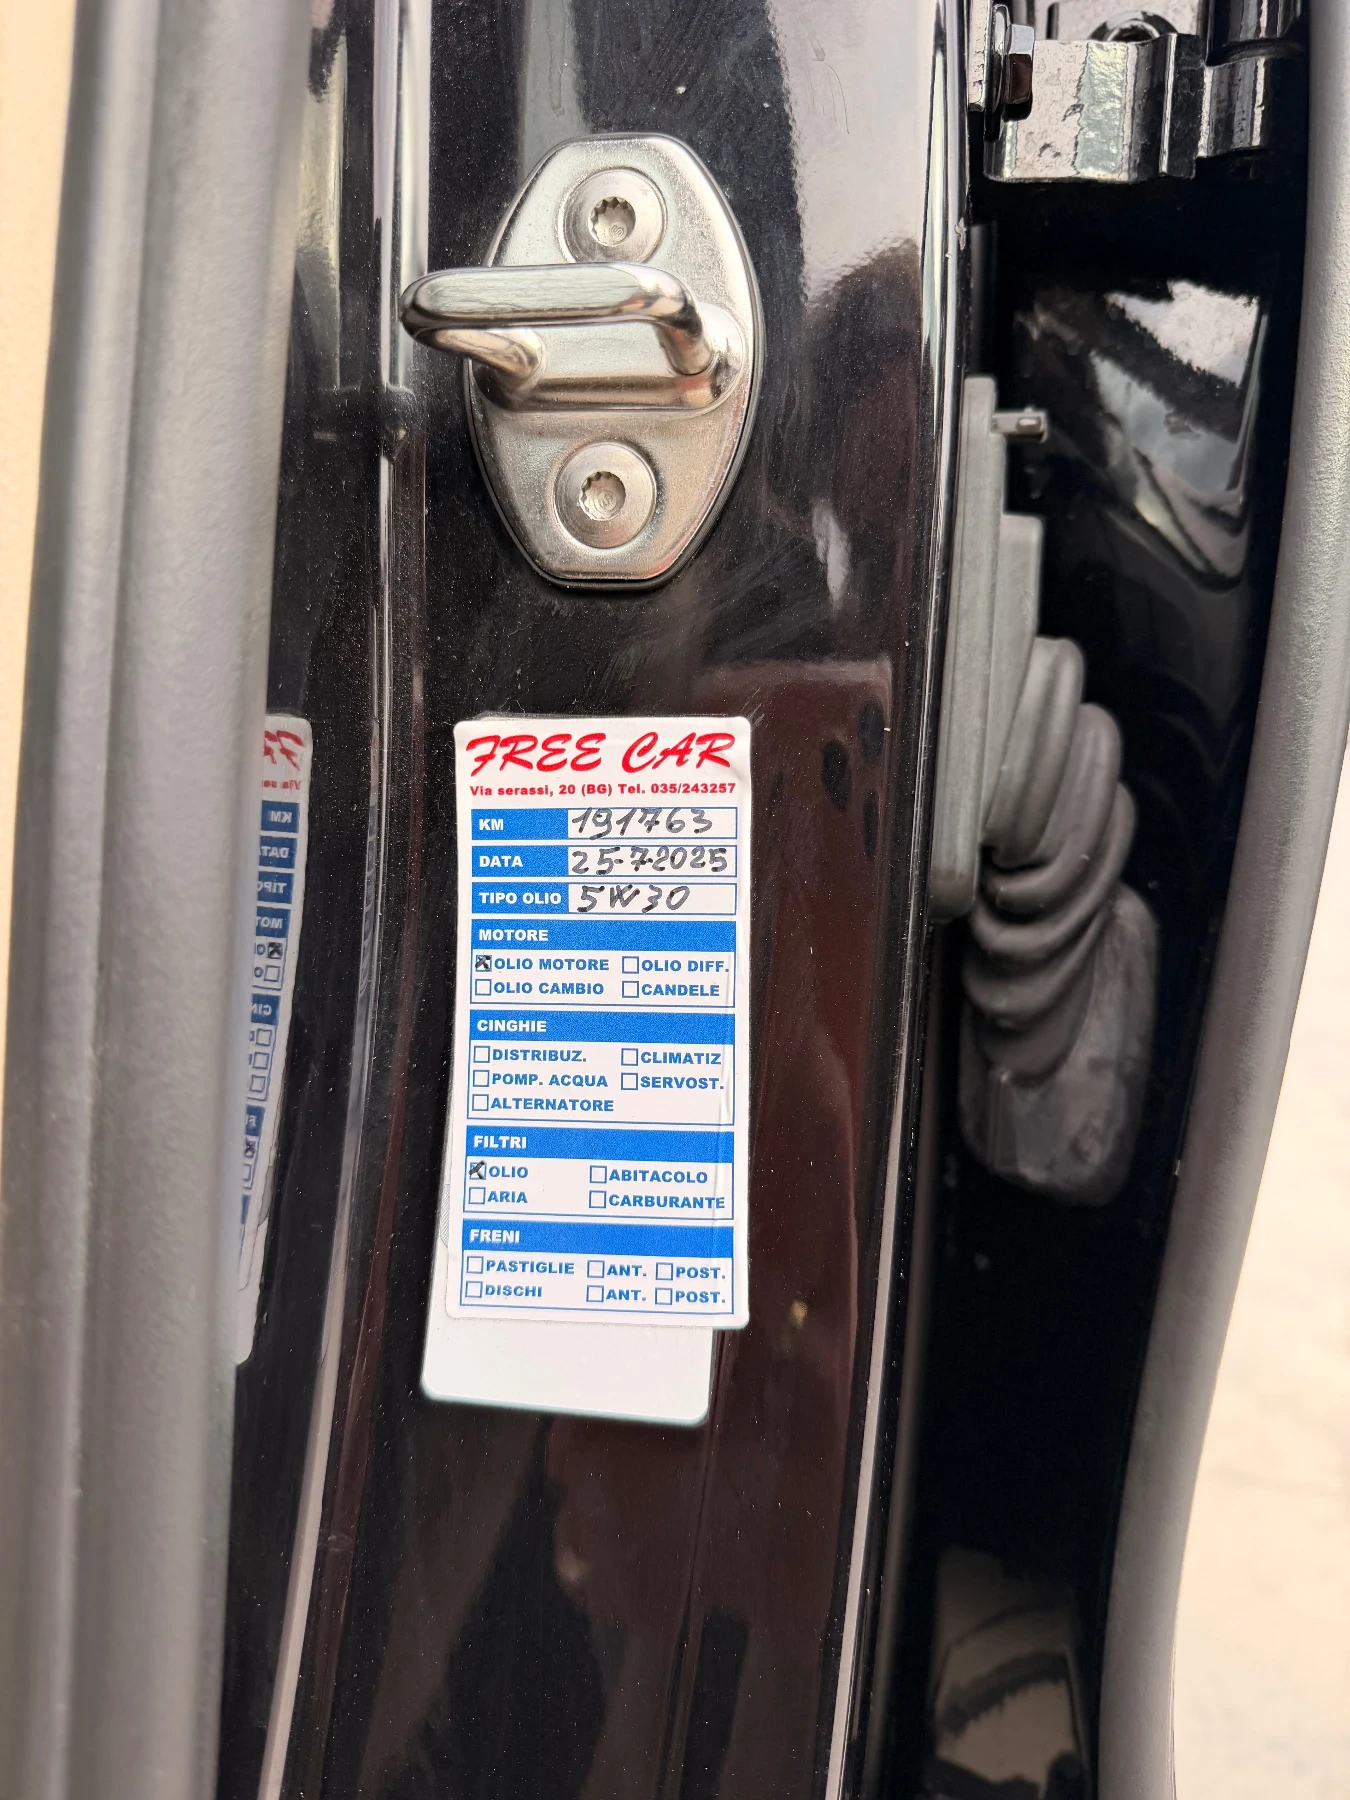 FREE CAR
Via serassi, 20 (BG) Tel. 035/243257
KM 191763
DATA 25-7-2025
TIPO OLIO 5W30
MOTORE
OLIO MOTORE OLIO DIFF.
OLIO CAMBIO CANDELE
CINGHIE
DISTRIBUZ. CLIMATIZ
POMP. ACQUA SERVOST.
ALTERNATORE
FILTRI
OLIO ABITACOLO
ARIA CARBURANTE
FRENI
PASTIGLIE ANT. POST.
DISCHI ANT. POST.